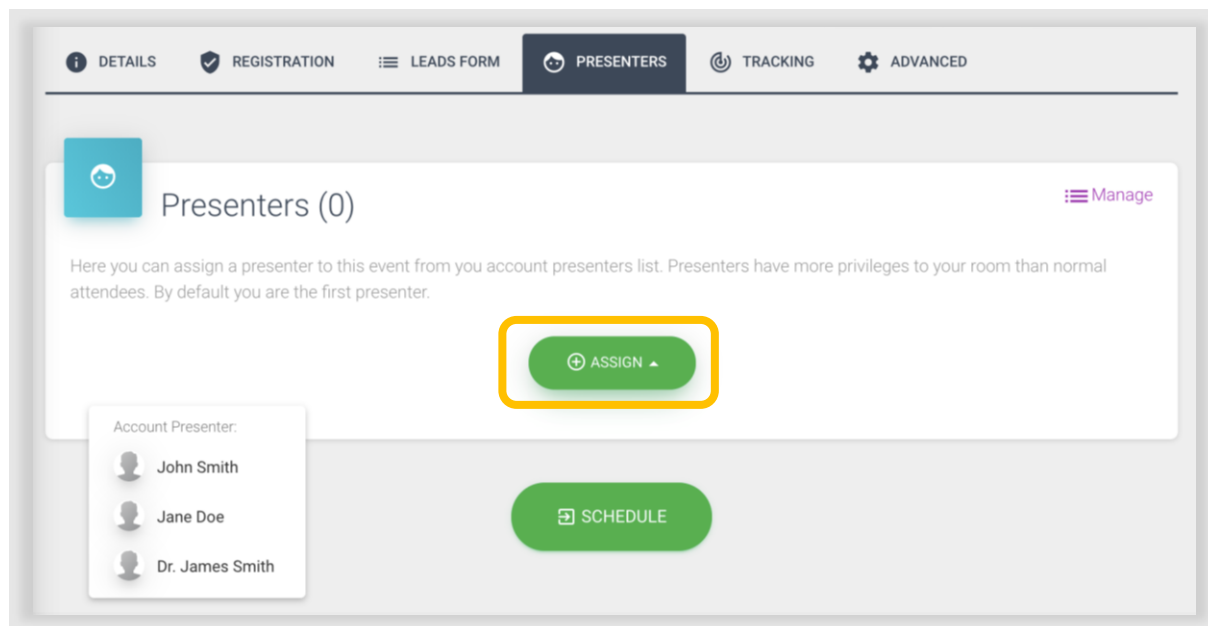 DETAILS REGISTRATION LEADS FORM PRESENTERS TRACKING ADVANCED
Presenters (0)
Manage
Here you can assign a presenter to this event from you account presenters list. Presenters have more privileges to your room than normal
attendees. By default you are the first presenter.
ASSIGN
Account Presenter:
John Smith
Jane Doe
Dr. James Smith
SCHEDULE